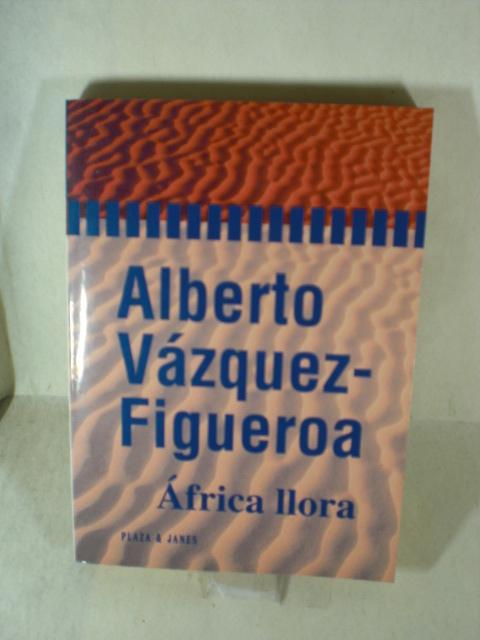 Alberto
Vázquez-
Figueroa
África llora
PLAZA & JANES